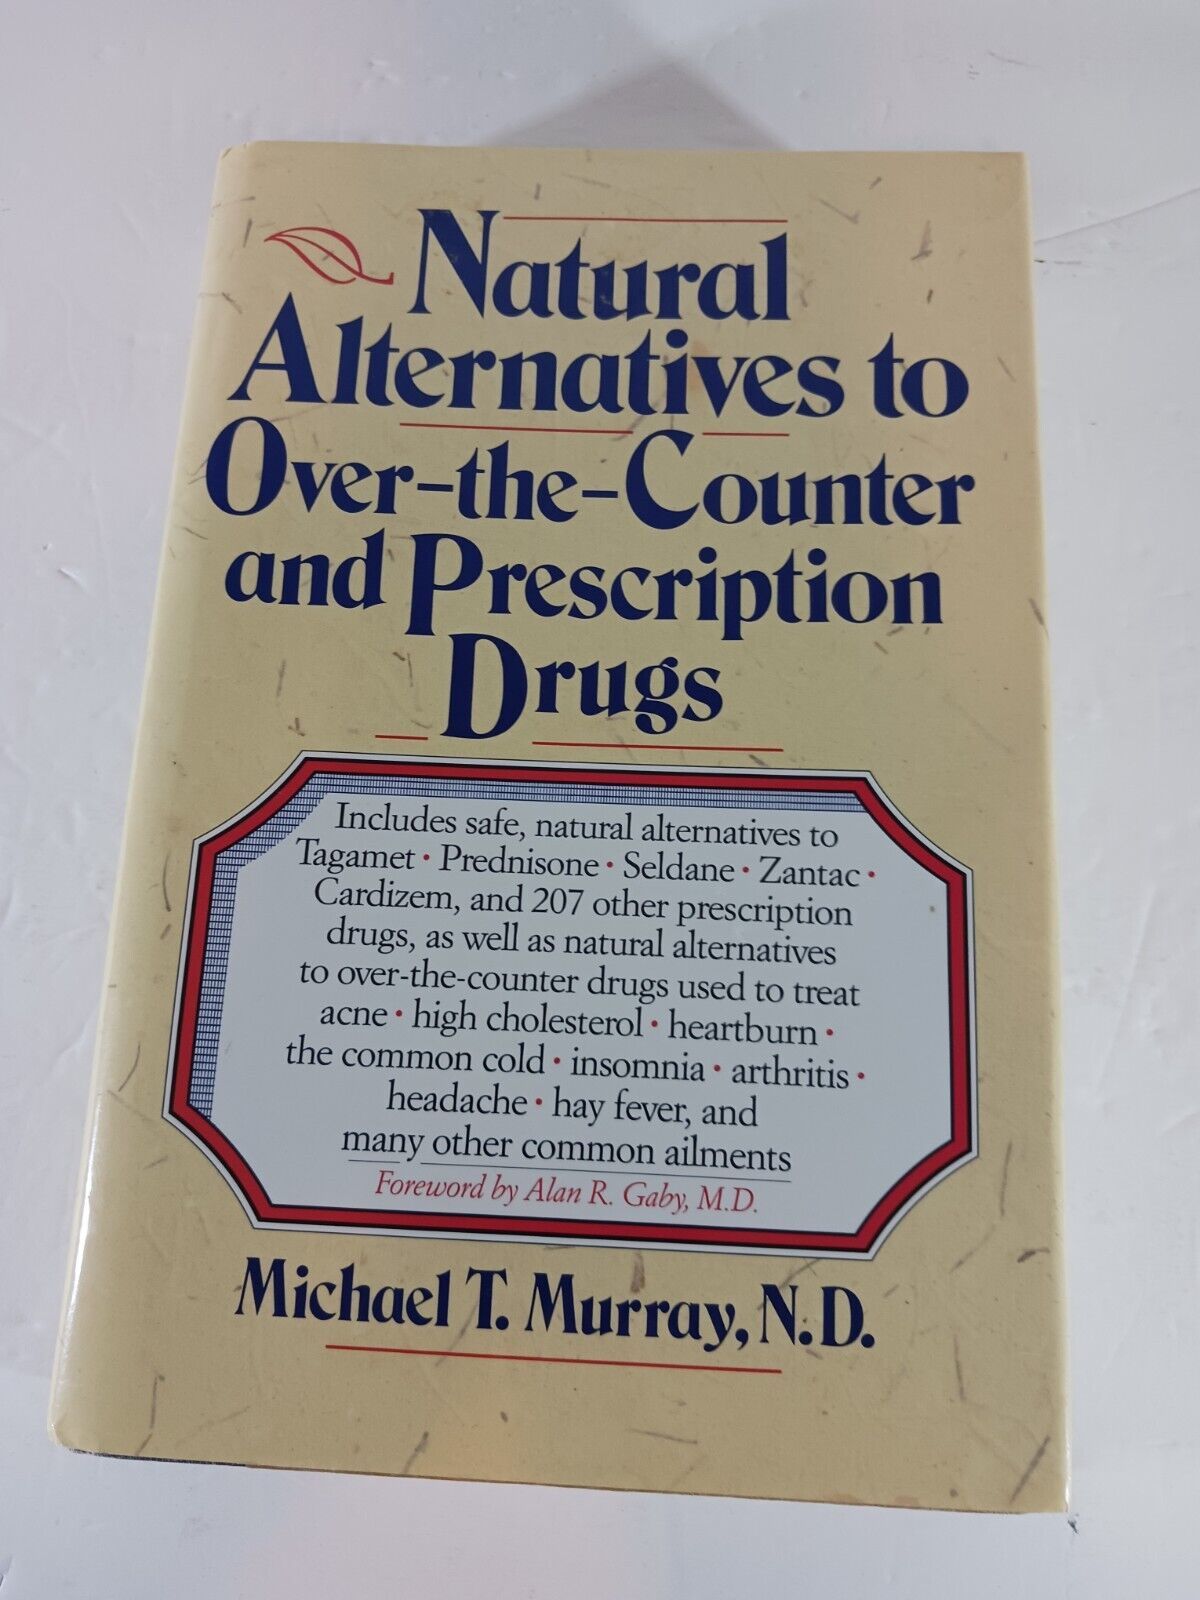 Natural
Alternatives to
Over-the-Counter
and Prescription
Drugs
Includes safe, natural alternatives to
Tagamet • Prednisone • Seldane • Zantac •
Cardizem, and 207 other prescription
drugs, as well as natural alternatives
to over-the-counter drugs used to treat
acne • high cholesterol • heartburn •
the common cold • insomnia • arthritis •
headache • hay fever, and
many other common ailments
Foreword by Alan R. Gaby, M.D.
Michael T. Murray, N.D.